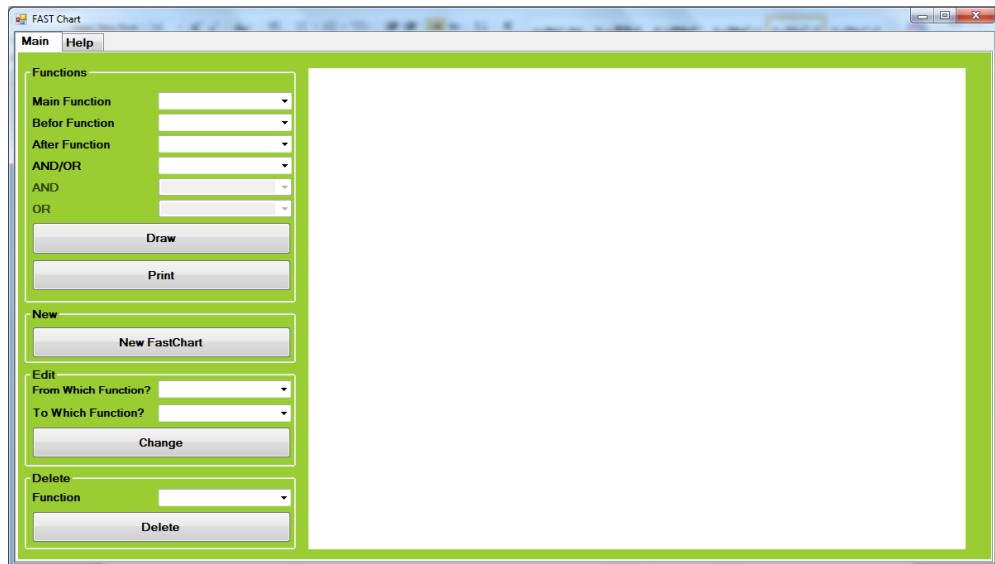 FAST Chart
Main Help
Functions
Main Function
Befor Function
After Function
AND/OR
AND
OR
Draw
Print
New
New FastChart
Edit
From Which Function?
To Which Function?
Change
Delete
Function
Delete